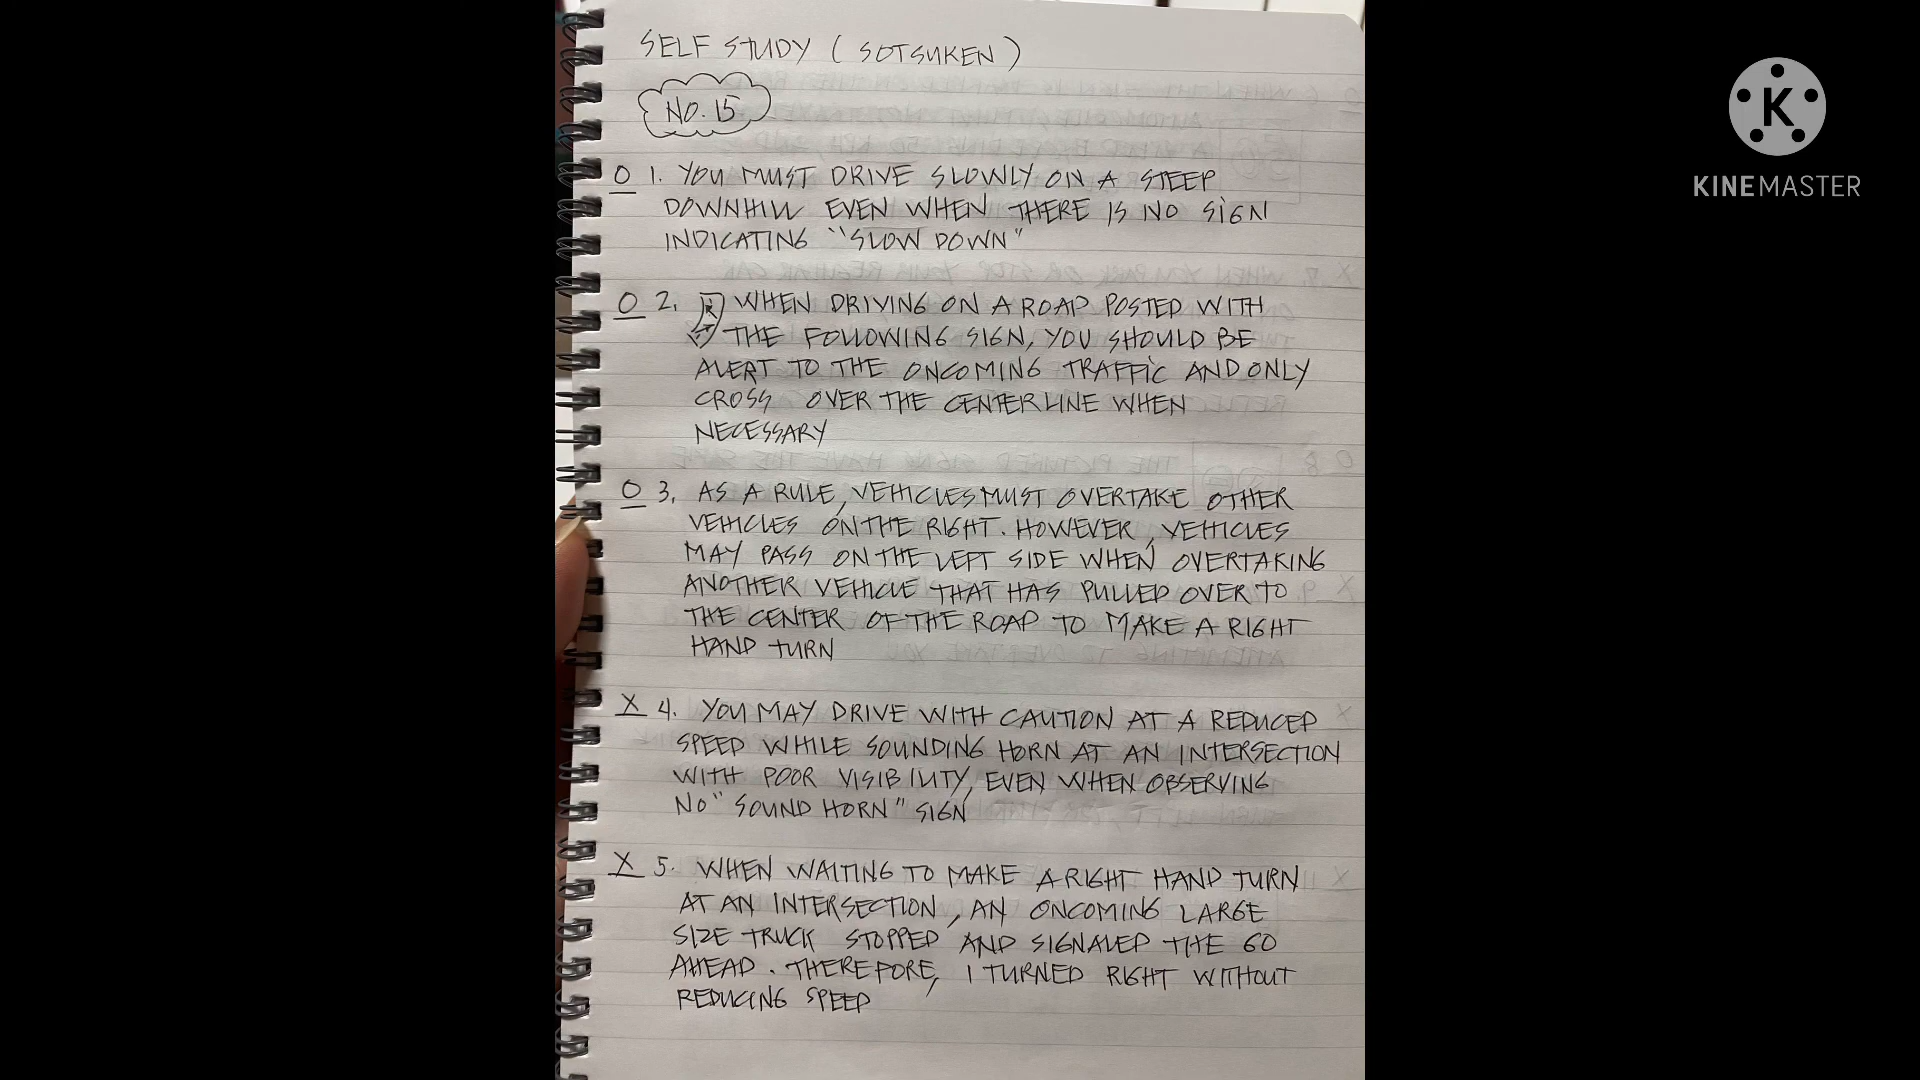 SELF STUDY (SOTSUKEN)
NO. 15
O 1. YOU MUST DRIVE SLOWLY ON A STEEP
DOWNHILL EVEN WHEN THERE IS NO SIGN
INDICATING "SLOW DOWN"
O 2. WHEN DRIVING ON A ROAD POSTED WITH
THE FOLLOWING SIGN, YOU SHOULD BE
ALERT TO THE ONCOMING TRAFFIC AND ONLY
CROSS OVER THE CENTERLINE WHEN
NECESSARY
O 3. AS A RULE, VEHICLES MUST OVERTAKE OTHER
VEHICLES ON THE RIGHT. HOWEVER, VEHICLES
MAY PASS ON THE LEFT SIDE WHEN OVERTAKING
ANOTHER VEHICLE THAT HAS PULLED OVER TO
THE CENTER OF THE ROAD TO MAKE A RIGHT
HAND TURN
X 4. YOU MAY DRIVE WITH CAUTION AT A REDUCED
SPEED WHILE SOUNDING HORN AT AN INTERSECTION
WITH POOR VISIBILITY, EVEN WHEN OBSERVING
NO "SOUND HORN" SIGN
X 5. WHEN WAITING TO MAKE A RIGHT HAND TURN
AT AN INTERSECTION, AN ONCOMING LARGE
SIZE TRUCK STOPPED AND SIGNALED THE GO
AHEAD. THEREFORE, I TURNED RIGHT WITHOUT
REDUCING SPEED
K
KINEMASTER